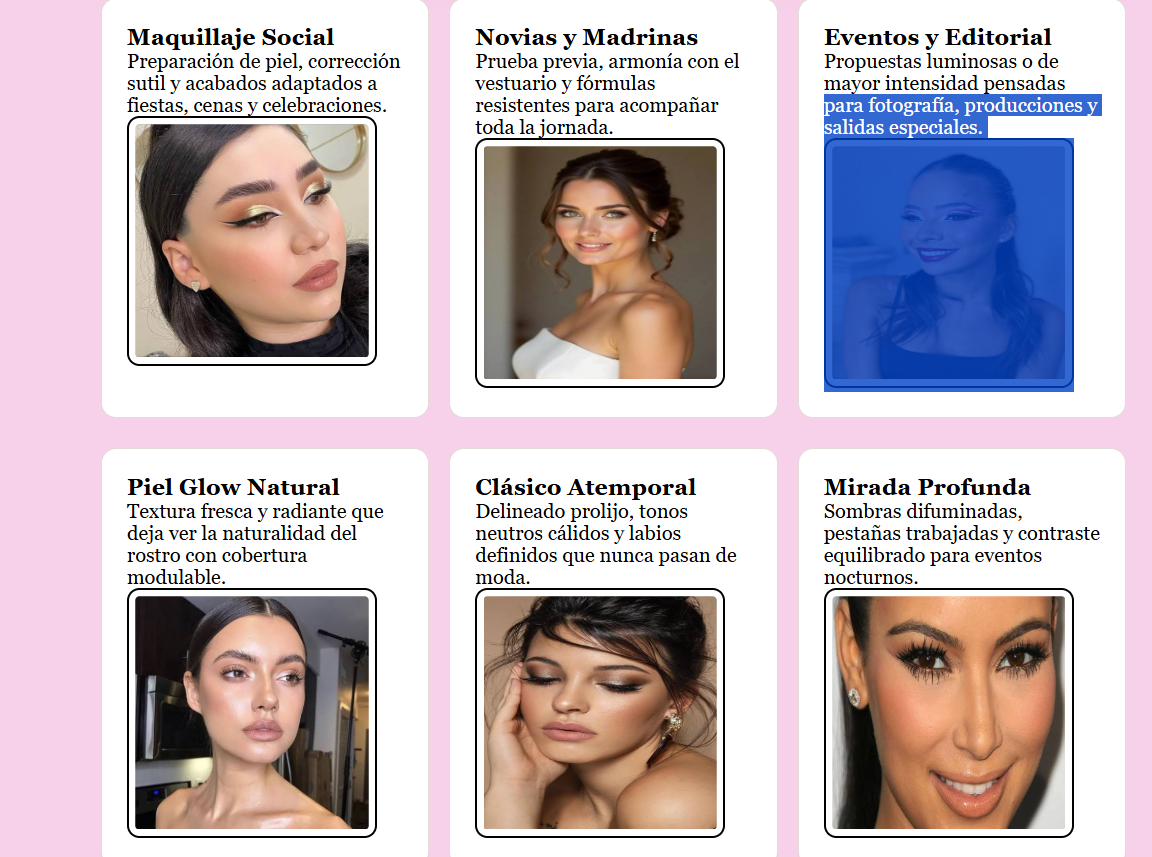 Maquillaje Social
Preparación de piel, corrección
sutil y acabados adaptados a
fiestas, cenas y celebraciones.
Novias y Madrinas
Prueba previa, armonía con el
vestuario y fórmulas
resistentes para acompañar
toda la jornada.
Eventos y Editorial
Propuestas luminosas o de
mayor intensidad pensadas
para fotografía, producciones y
salidas especiales.
Piel Glow Natural
Textura fresca y radiante que
deja ver la naturalidad del
rostro con cobertura
modulable.
Clásico Atemporal
Delineado prolijo, tonos
neutros cálidos y labios
definidos que nunca pasan de
moda.
Mirada Profunda
Sombras difuminadas,
pestañas trabajadas y contraste
equilibrado para eventos
nocturnos.